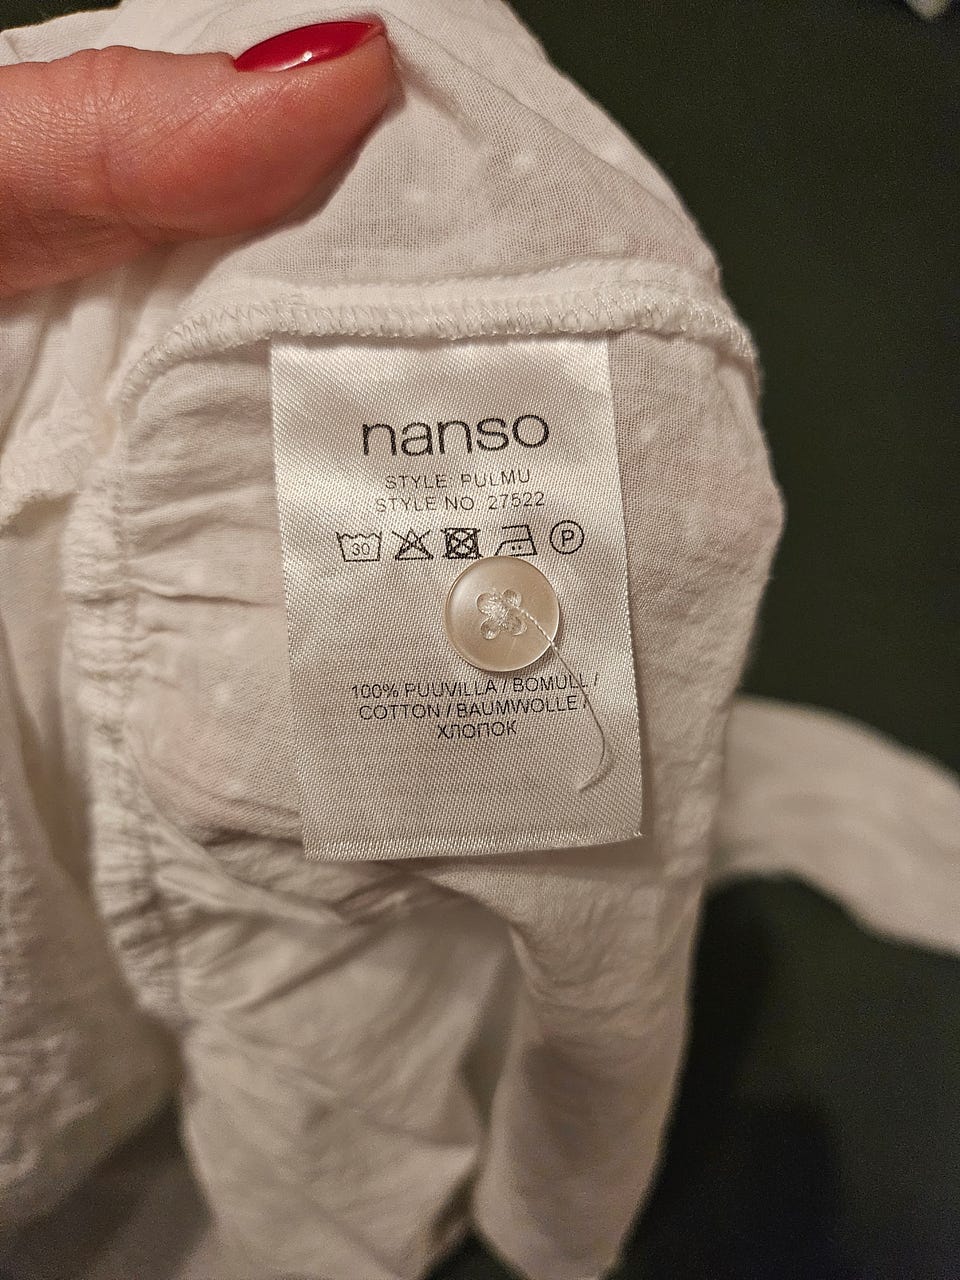 nanso
STYLE: PULMU
STYLE NO. 27522
30 P
100% PUUVILLA / BOMULL /
COTTON / BAUMWOLLE /
ХЛОПОК